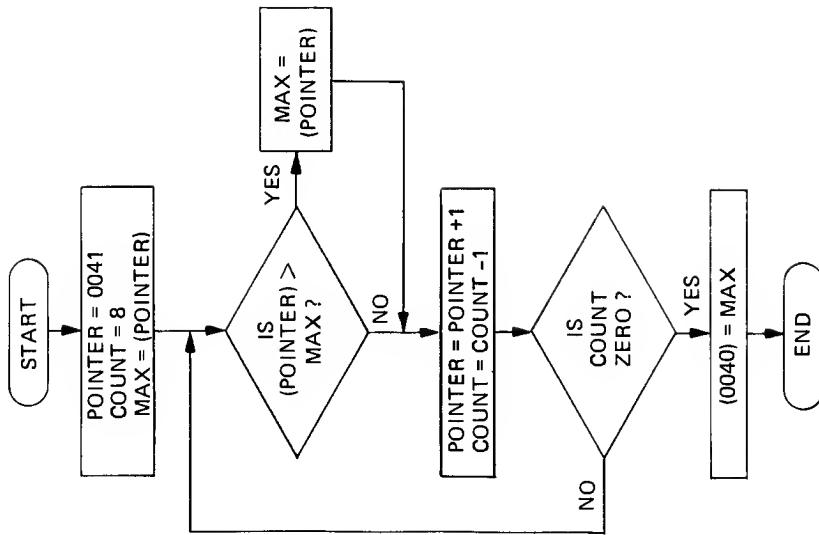 START
POINTER = 0041
COUNT = 8
MAX = (POINTER)
IS
(POINTER) >
MAX ?
YES
MAX =
(POINTER)
NO
POINTER = POINTER +1
COUNT = COUNT -1
IS
COUNT
ZERO ?
NO
YES
(0040) = MAX
END